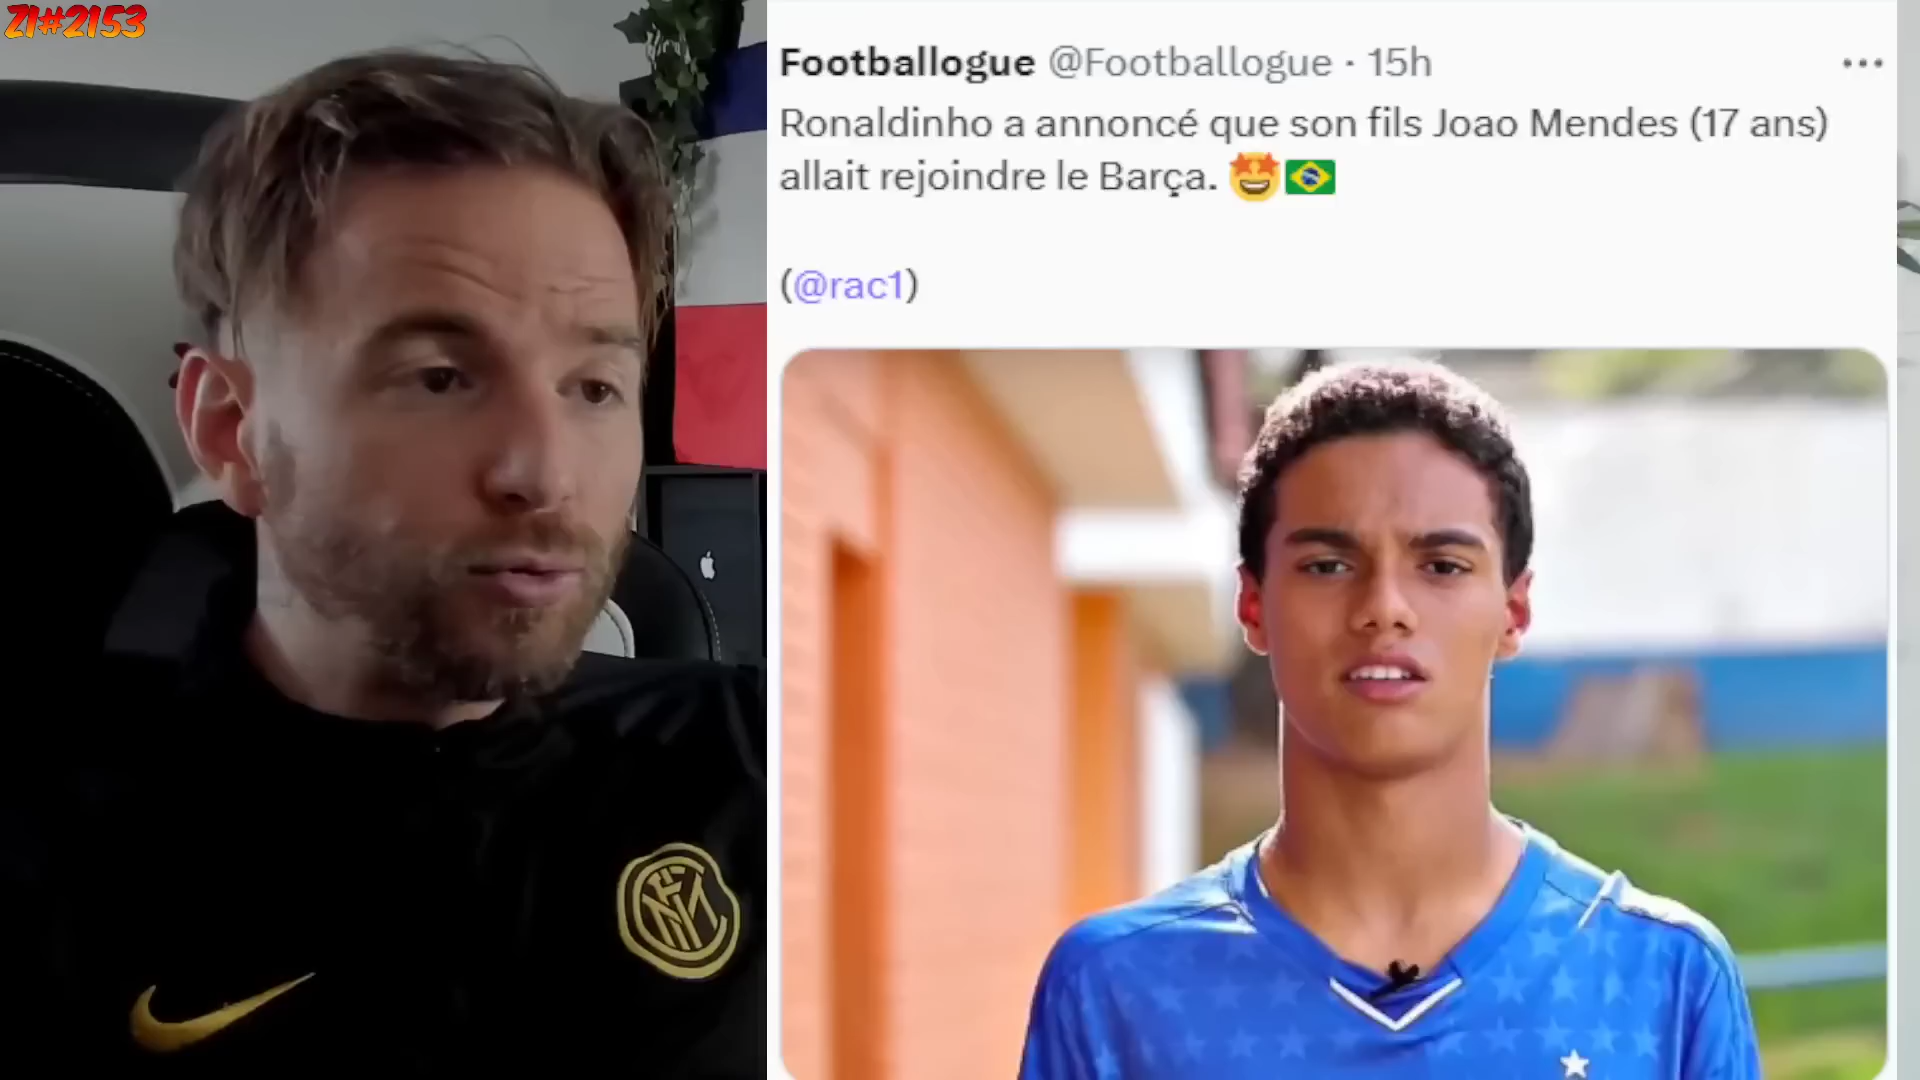 ZI#2153
Footballogue @Footballogue · 15h
Ronaldinho a annoncé que son fils Joao Mendes (17 ans)
allait rejoindre le Barça. 🤩🇧🇷
(@rac1)